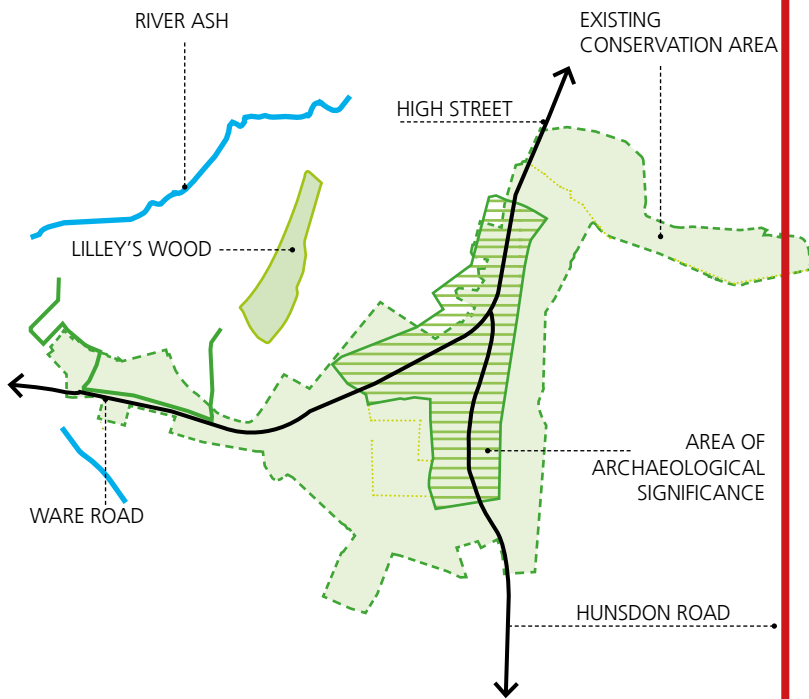 RIVER ASH
EXISTING
CONSERVATION AREA
HIGH STREET
LILLEY'S WOOD
AREA OF
ARCHAEOLOGICAL
SIGNIFICANCE
WARE ROAD
HUNSDON ROAD